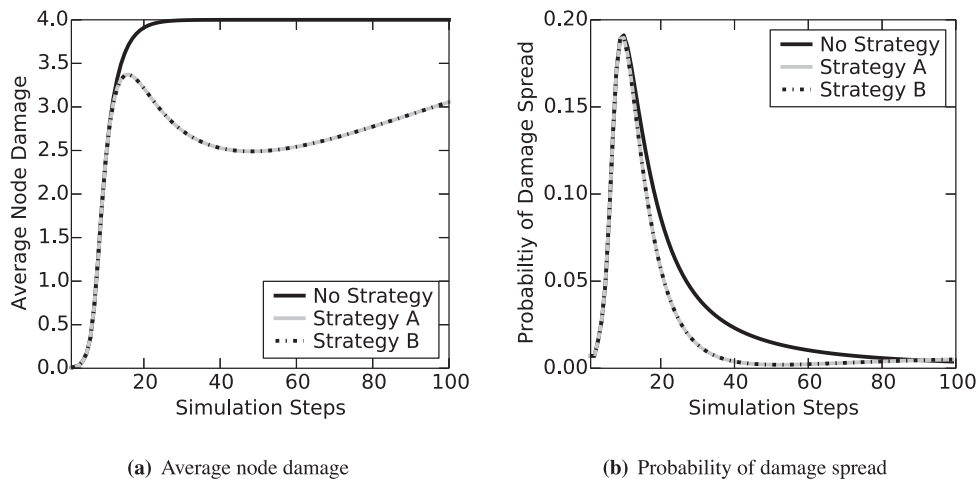 4.0
3.5
3.0
2.5
2.0
1.5
1.0
0.5
0.0
Average Node Damage
No Strategy
Strategy A
Strategy B
20 40 60 80 100
Simulation Steps
(a) Average node damage
0.20
0.15
0.10
0.05
0.00
Probabiltiy of Damage Spread
No Strategy
Strategy A
Strategy B
20 40 60 80 100
Simulation Steps
(b) Probability of damage spread